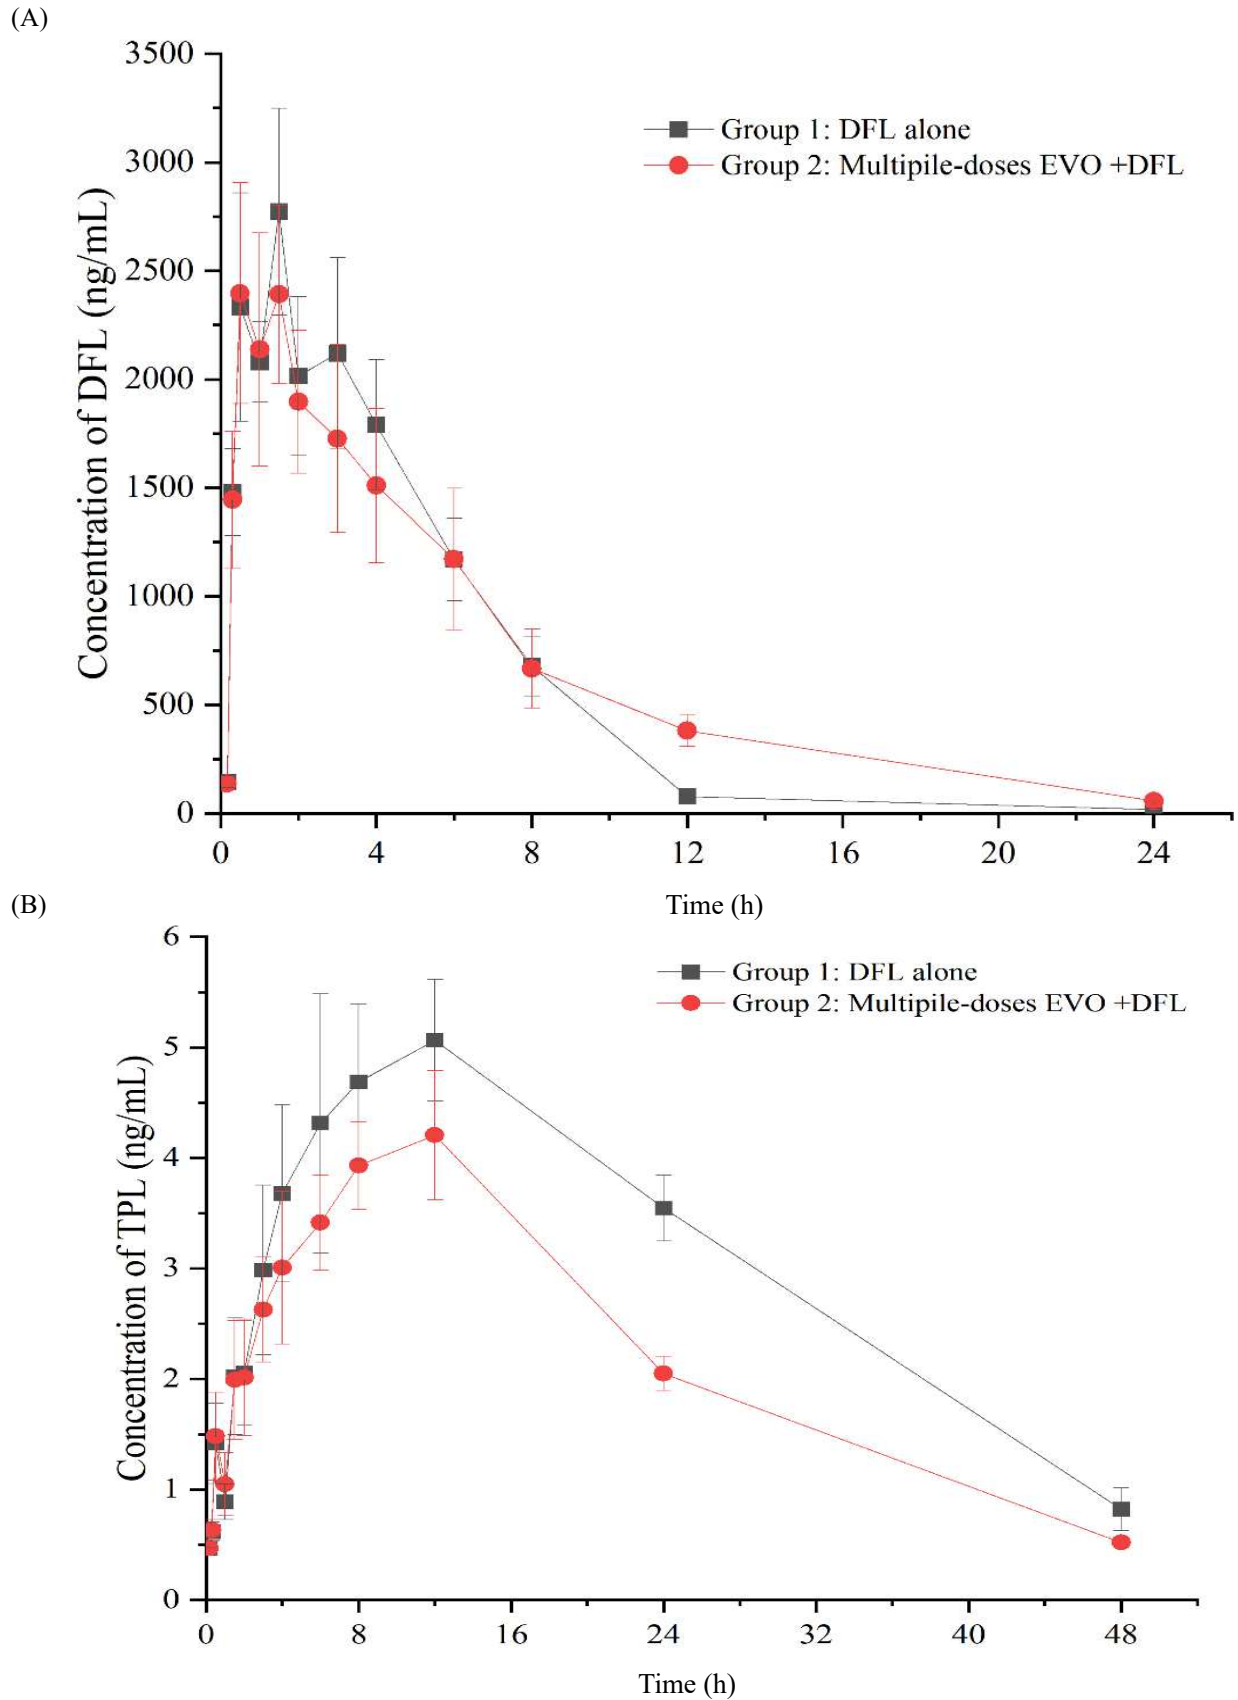 (A)
Concentration of DFL (ng/mL)
3500
3000
2500
2000
1500
1000
500
0
Group 1: DFL alone
Group 2: Multipile-doses EVO +DFL
0 4 8 12 16 20 24
Time (h)
(B)
Concentration of TPL (ng/mL)
6
5
4
3
2
1
0
Group 1: DFL alone
Group 2: Multipile-doses EVO +DFL
0 8 16 24 32 40 48
Time (h)